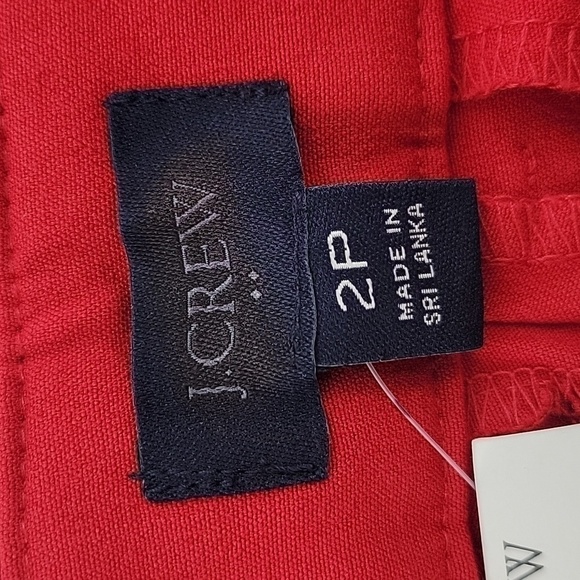 J.CREW
2P
MADE IN
SRI LANKA
W